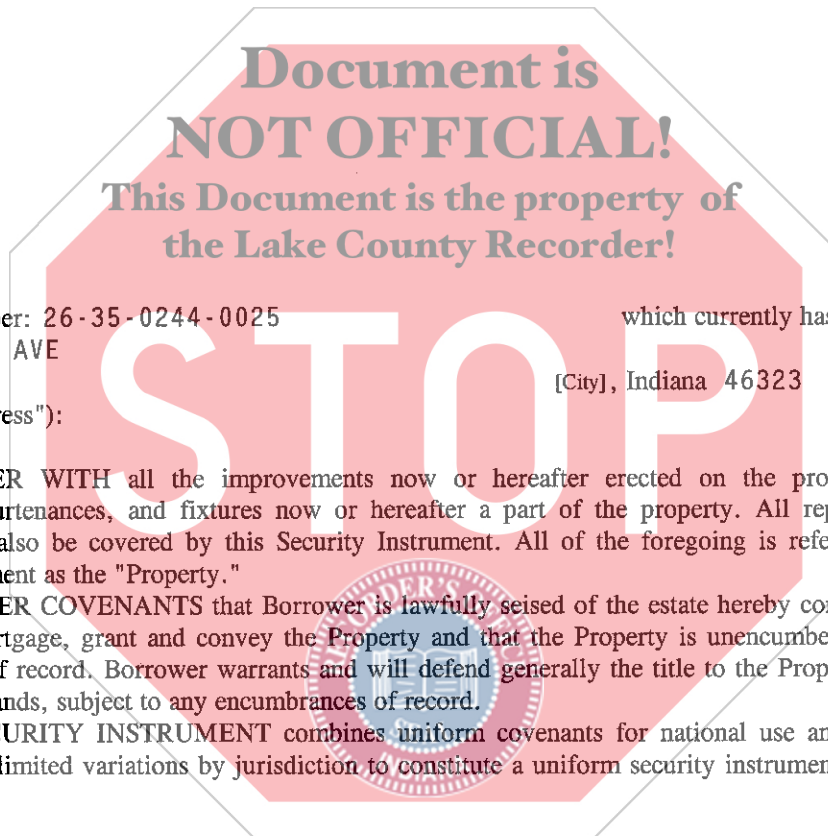 Document is
NOT OFFICIAL!
This Document is the property of
the Lake County Recorder!
er: 26-35-0244-0025 which currently has
AVE
[City], Indiana 46323
ress"):
STOP
ER WITH all the improvements now or hereafter erected on the pro
urtenances, and fixtures now or hereafter a part of the property. All rep
also be covered by this Security Instrument. All of the foregoing is refe
nent as the "Property."
ER COVENANTS that Borrower is lawfully seised of the estate hereby con
rtgage, grant and convey the Property and that the Property is unencumbe
f record. Borrower warrants and will defend generally the title to the Prop
ands, subject to any encumbrances of record.
CURITY INSTRUMENT combines uniform covenants for national use an
limited variations by jurisdiction to constitute a uniform security instrumen
SEAL